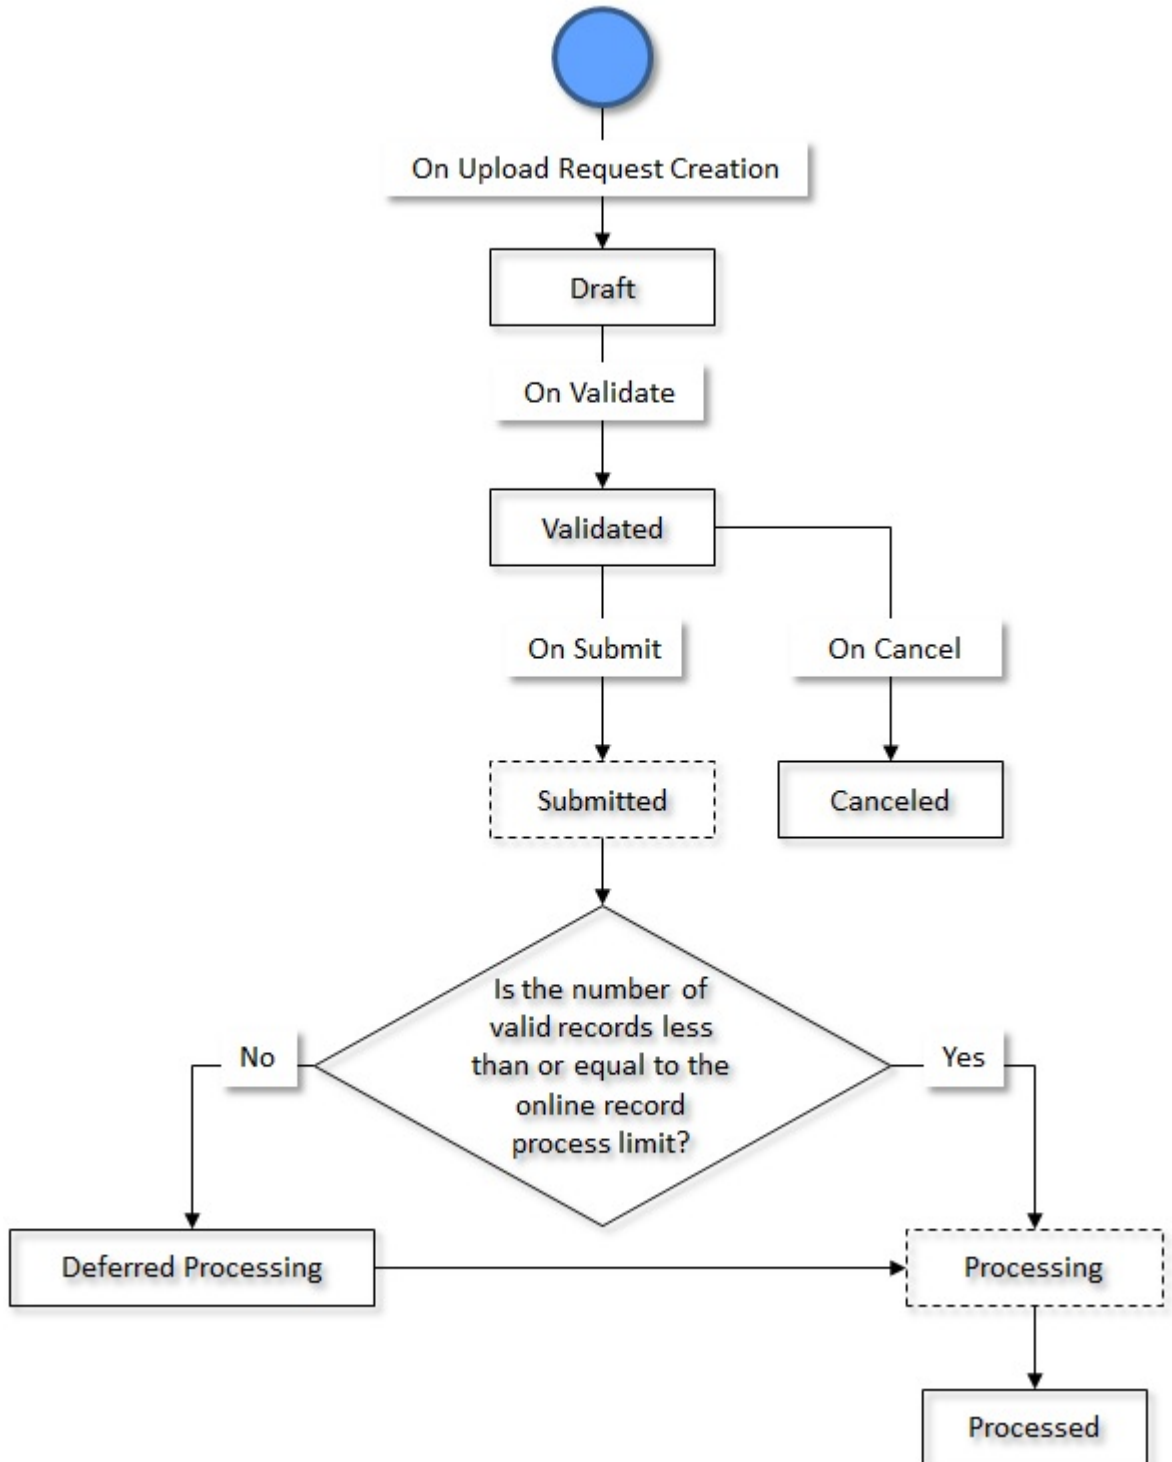 On Upload Request Creation
Draft
On Validate
Validated
On Submit
On Cancel
Submitted
Canceled
Is the number of
valid records less
than or equal to the
online record
process limit?
No
Yes
Deferred Processing
Processing
Processed